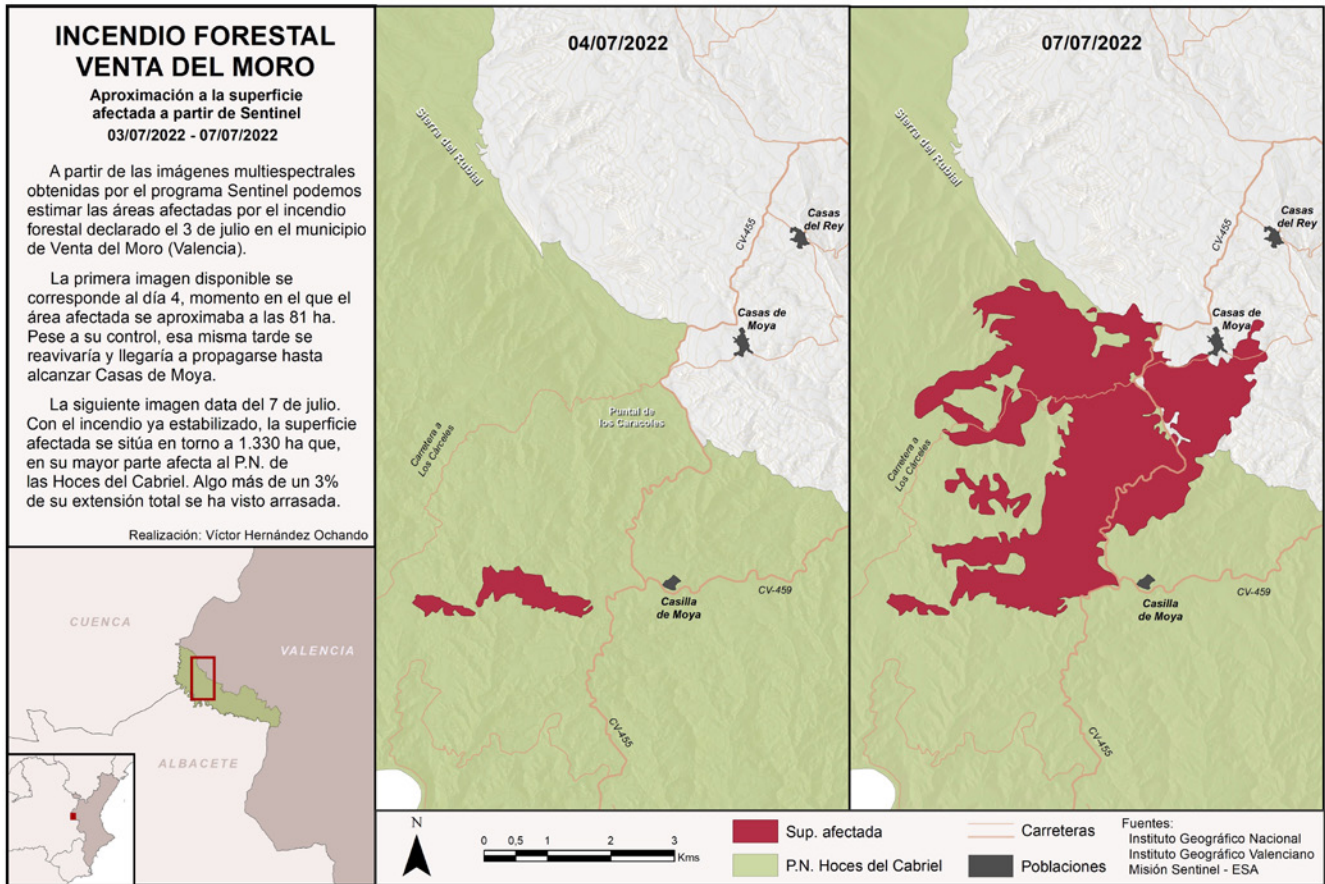 INCENDIO FORESTAL
VENTA DEL MORO
Aproximación a la superficie
afectada a partir de Sentinel
03/07/2022 - 07/07/2022
A partir de las imágenes multiespectrales
obtenidas por el programa Sentinel podemos
estimar las áreas afectadas por el incendio
forestal declarado el 3 de julio en el municipio
de Venta del Moro (Valencia).
La primera imagen disponible se
corresponde al día 4, momento en el que el
área afectada se aproximaba a las 81 ha.
Pese a su control, esa misma tarde se
reavivaría y llegaría a propagarse hasta
alcanzar Casas de Moya.
La siguiente imagen data del 7 de julio.
Con el incendio ya estabilizado, la superficie
afectada se sitúa en torno a 1.330 ha que,
en su mayor parte afecta al P.N. de
las Hoces del Cabriel. Algo más de un 3%
de su extensión total se ha visto arrasada.
Realización: Víctor Hernández Ochando
CUENCA
VALENCIA
ALBACETE
04/07/2022
Sierra del Rubial
CV-455
Casas
del Rey
Casas de
Moya
Puntal de
los Caracoles
Carretera a
Los Cárceles
Casilla
de Moya
CV-459
CV-455
07/07/2022
Sierra del Rubial
CV-455
Casas
del Rey
Casas de
Moya
Carretera a
Los Cárceles
Casilla
de Moya
CV-459
CV-455
N
0 0,5 1 2 3
Kms
Sup. afectada
P.N. Hoces del Cabriel
Carreteras
Poblaciones
Fuentes:
Instituto Geográfico Nacional
Instituto Geográfico Valenciano
Misión Sentinel - ESA